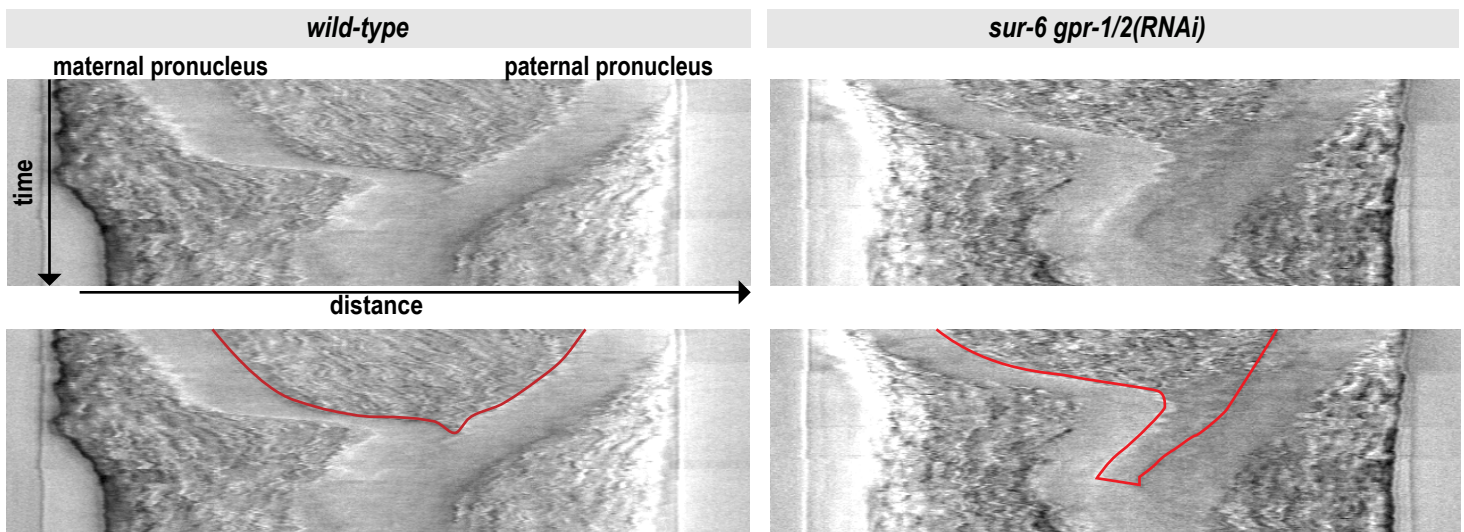 wild-type
sur-6 gpr-1/2(RNAi)
maternal pronucleus
paternal pronucleus
time
distance